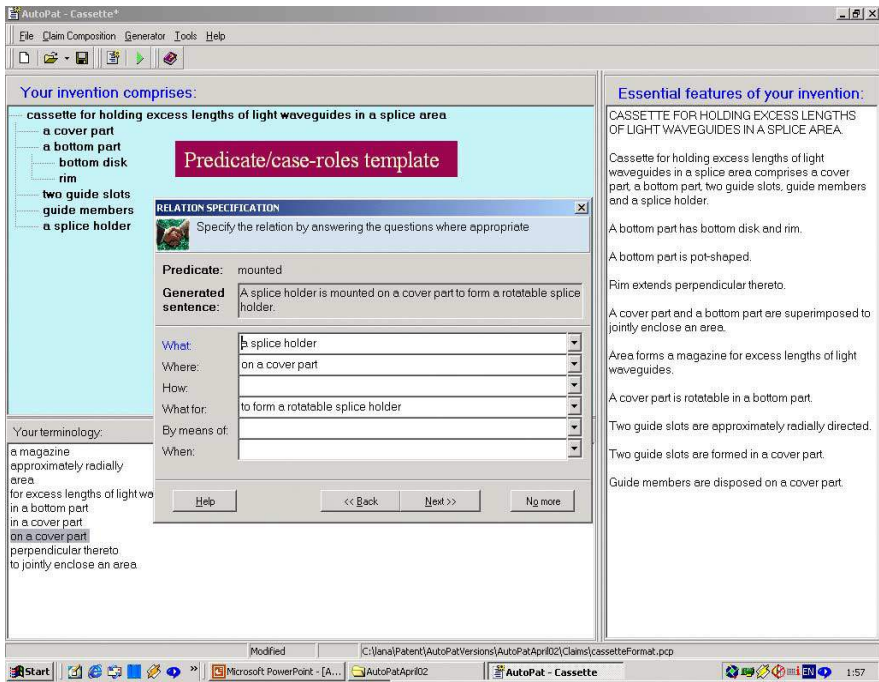 AutoPat - Cassette*
File Claim Composition Generator Tools Help
Your invention comprises:
cassette for holding excess lengths of light waveguides in a splice area
a cover part
a bottom part
bottom disk
rim
two guide slots
guide members
a splice holder
Predicate/case-roles template
RELATION SPECIFICATION
Specify the relation by answering the questions where appropriate
Predicate: mounted
Generated sentence: A splice holder is mounted on a cover part to form a rotatable splice
holder.
What: a splice holder
Where: on a cover part
How:
What for: to form a rotatable splice holder
By means of:
When:
Help << Back Next >> No more
Your terminology:
a magazine
approximately radially
area
for excess lengths of light wa
in a bottom part
in a cover part
on a cover part
perpendicular thereto
to jointly enclose an area
Essential features of your invention:
CASSETTE FOR HOLDING EXCESS LENGTHS
OF LIGHT WAVEGUIDES IN A SPLICE AREA.
Cassette for holding excess lengths of light
waveguides in a splice area comprises a cover
part, a bottom part, two guide slots, guide members
and a splice holder.
A bottom part has bottom disk and rim.
A bottom part is pot-shaped.
Rim extends perpendicular thereto.
A cover part and a bottom part are superimposed to
jointly enclose an area.
Area forms a magazine for excess lengths of light
waveguides.
A cover part is rotatable in a bottom part.
Two guide slots are approximately radially directed.
Two guide slots are formed in a cover part.
Guide members are disposed on a cover part.
Modified C:\lana\Patent\AutoPatVersions\AutoPatApril02\Claims\cassetteFormat.pcp
Start Microsoft PowerPoint - [A... AutoPatApril02 AutoPat - Cassette EN 1:57